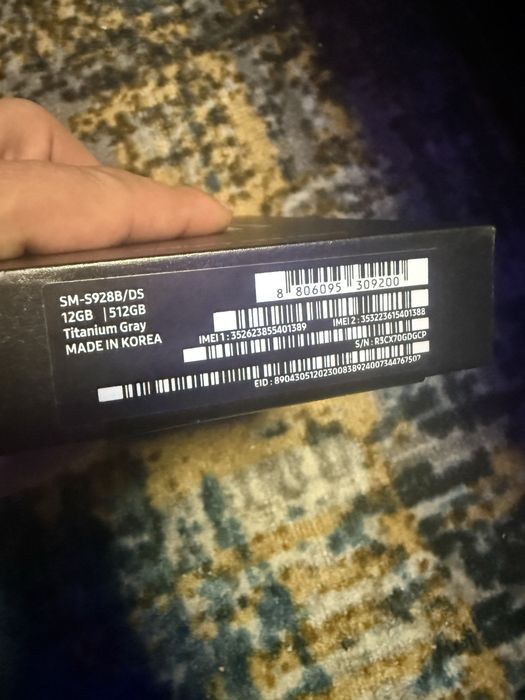 SM-S928B/DS
12GB | 512GB
Titanium Gray
MADE IN KOREA
8 806095 309200
IMEI 1 : 352623855401389
IMEI 2 : 353223615401388
S/N : R3CX70GDGCP
EID : 89043051202300838924007344767507